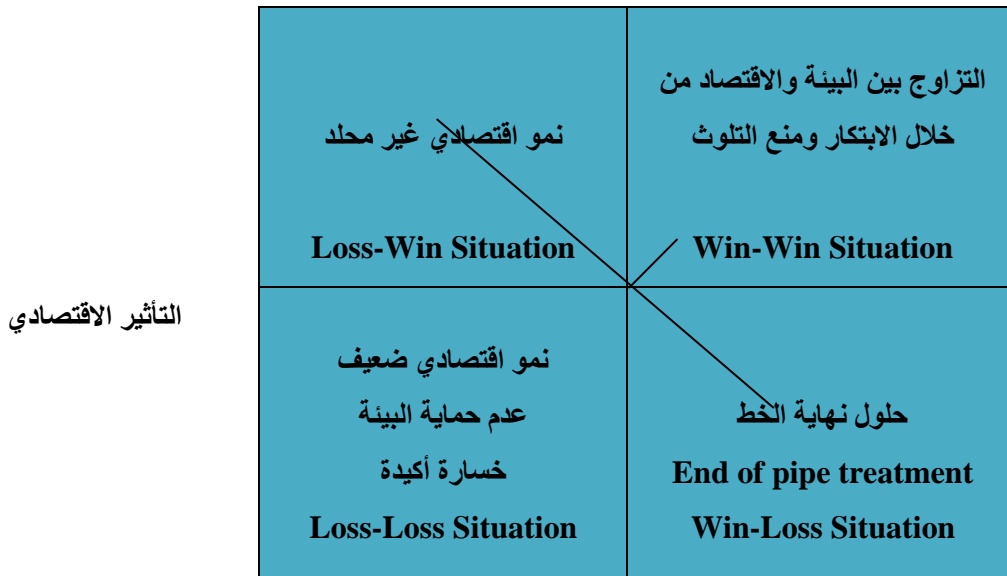 التزاوج بين البيئة والاقتصاد من
خلال الابتكار ومنع التلوث
Win-Win Situation
نمو اقتصادي غير محلد
Loss-Win Situation
التأثير الاقتصادي
حلول نهاية الخط
End of pipe treatment
Win-Loss Situation
نمو اقتصادي ضعيف
عدم حماية البيئة
خسارة أكيدة
Loss-Loss Situation